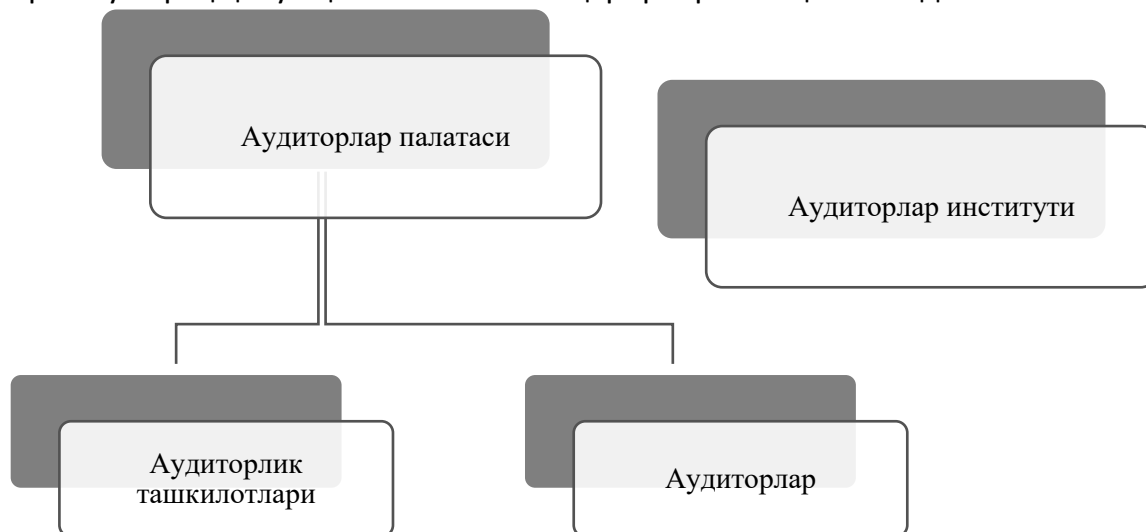 Аудиторлар палатаси
Аудиторлар институти
Аудиторлик
ташкилотлари
Аудиторлар